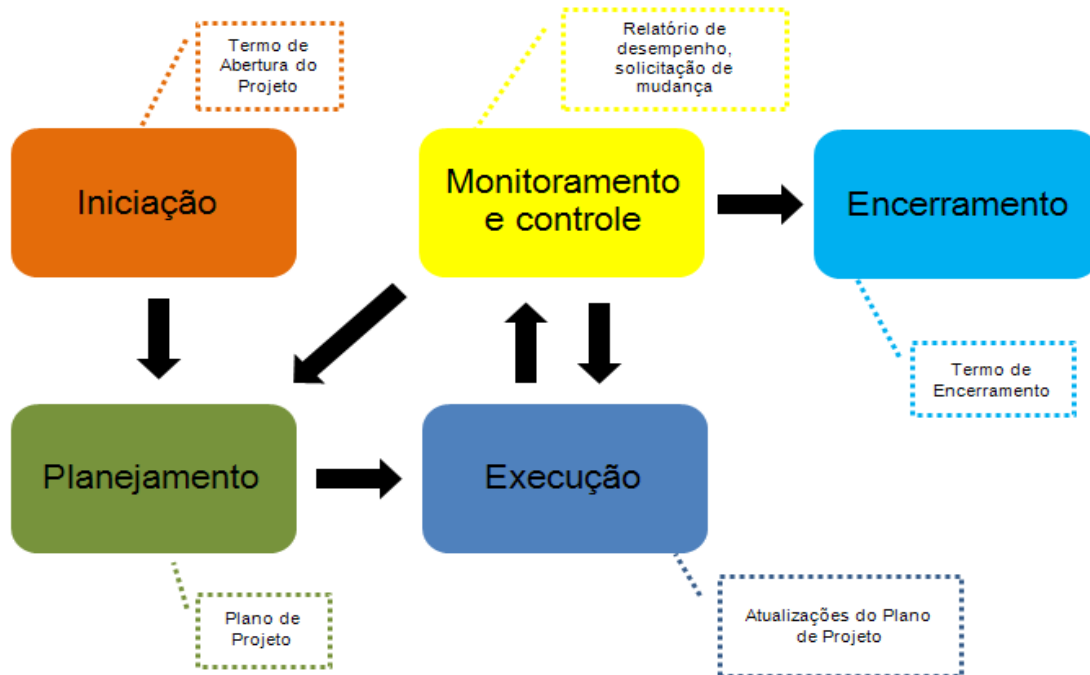 Termo de
Abertura do
Projeto
Relatório de
desempenho,
solicitação de
mudança
Iniciação
Monitoramento
e controle
Encerramento
Termo de
Encerramento
Planejamento
Execução
Plano de
Projeto
Atualizações do Plano
de Projeto